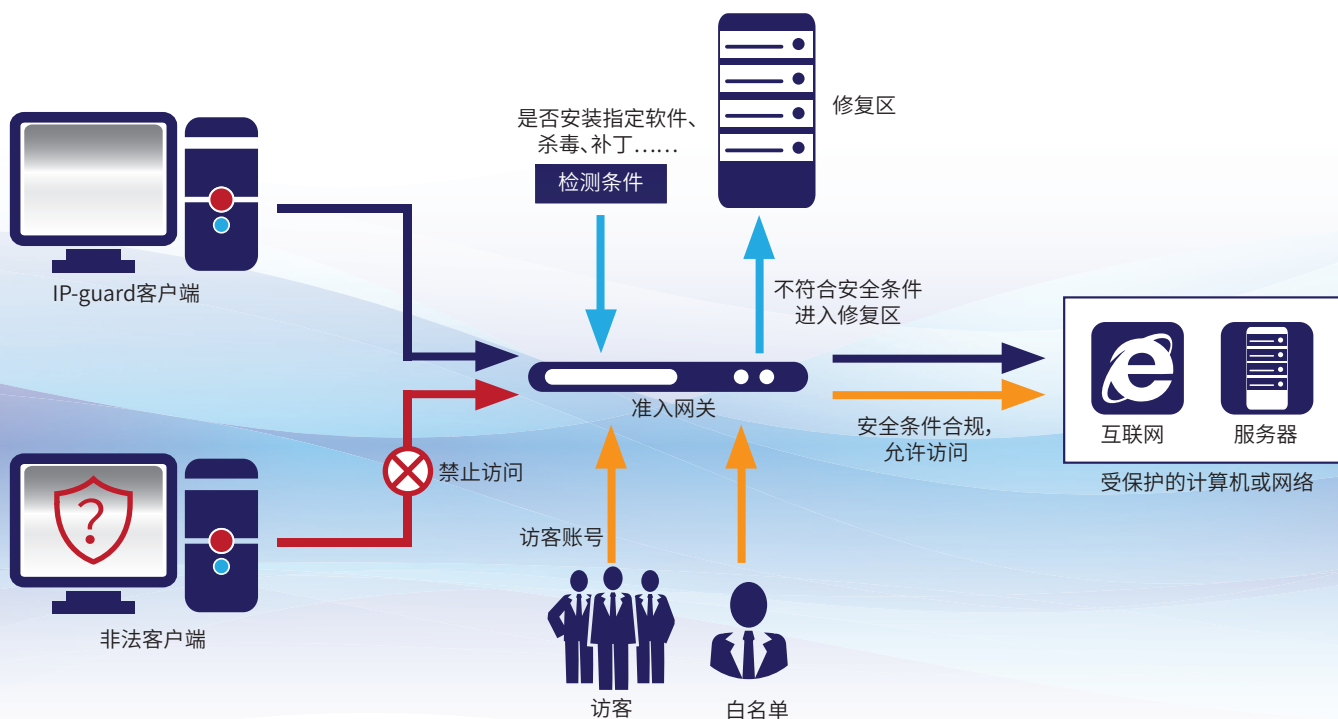 是否安装指定软件、
杀毒、补丁……
检测条件
修复区
IP-guard客户端
不符合安全条件
进入修复区
准入网关
安全条件合规，
允许访问
互联网
服务器
受保护的计算机或网络
禁止访问
?
访客账号
非法客户端
访客
白名单